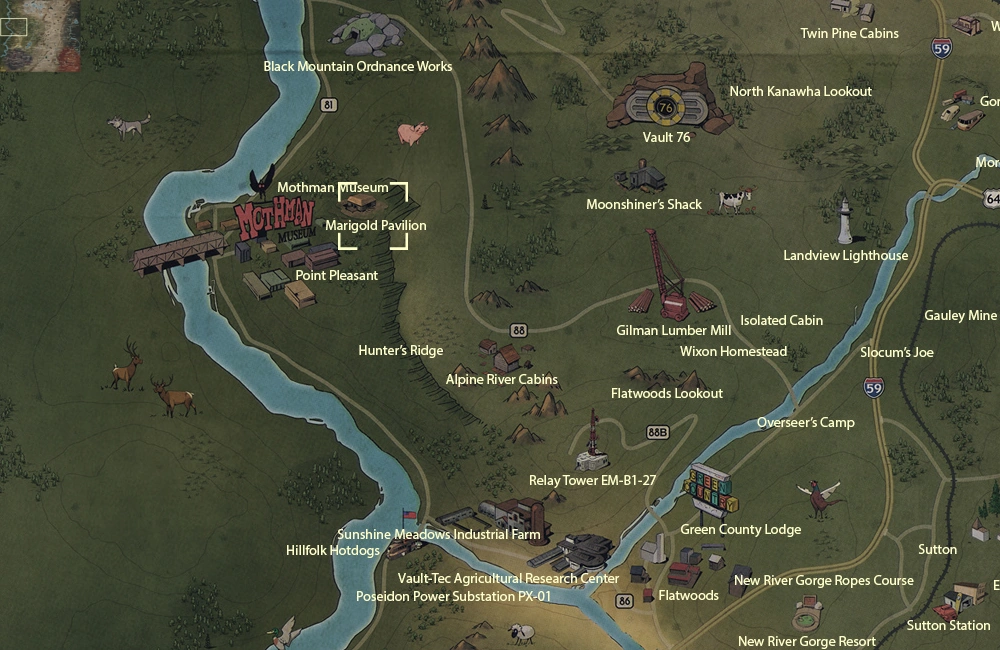 Twin Pine Cabins
59
Black Mountain Ordnance Works
North Kanawha Lookout
81
76
Vault 76
Mothman Museum
Moonshiner's Shack
64
MOTHMAN
MUSEUM
Marigold Pavilion
Landview Lighthouse
Point Pleasant
Gauley Mine
Isolated Cabin
88
Gilman Lumber Mill
Hunter's Ridge
Wixon Homestead
Slocum's Joe
Alpine River Cabins
59
Flatwoods Lookout
Overseer's Camp
88B
Relay Tower EM-B1-27
GREEN
COUNTRY
Green County Lodge
Sunshine Meadows Industrial Farm
Hillfolk Hotdogs
Sutton
Vault-Tec Agricultural Research Center
New River Gorge Ropes Course
Poseidon Power Substation PX-01
86
Flatwoods
Sutton Station
New River Gorge Resort